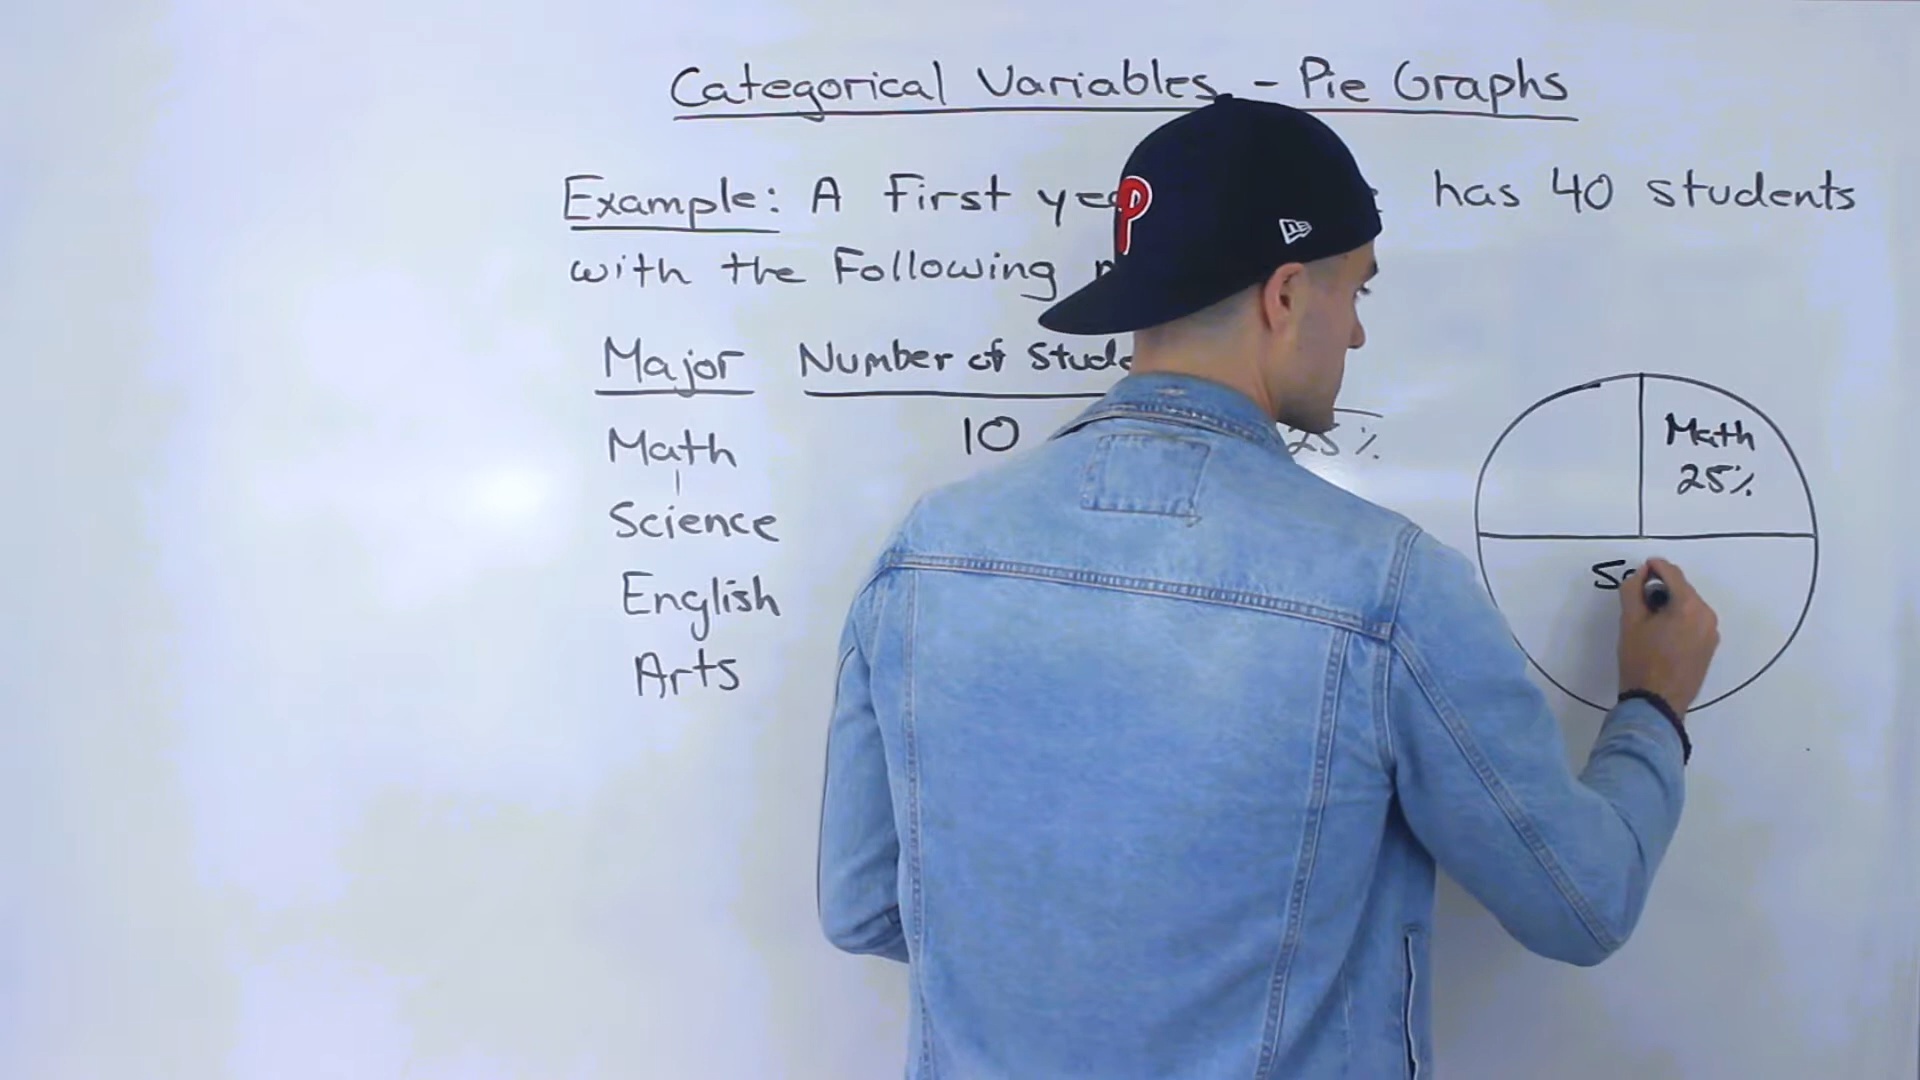 Categorical Variables - Pie Graphs
Example: A First has 40 students
with the Following
Major Number of
Math 10 25%
Science
English
Arts
Math
25%
P